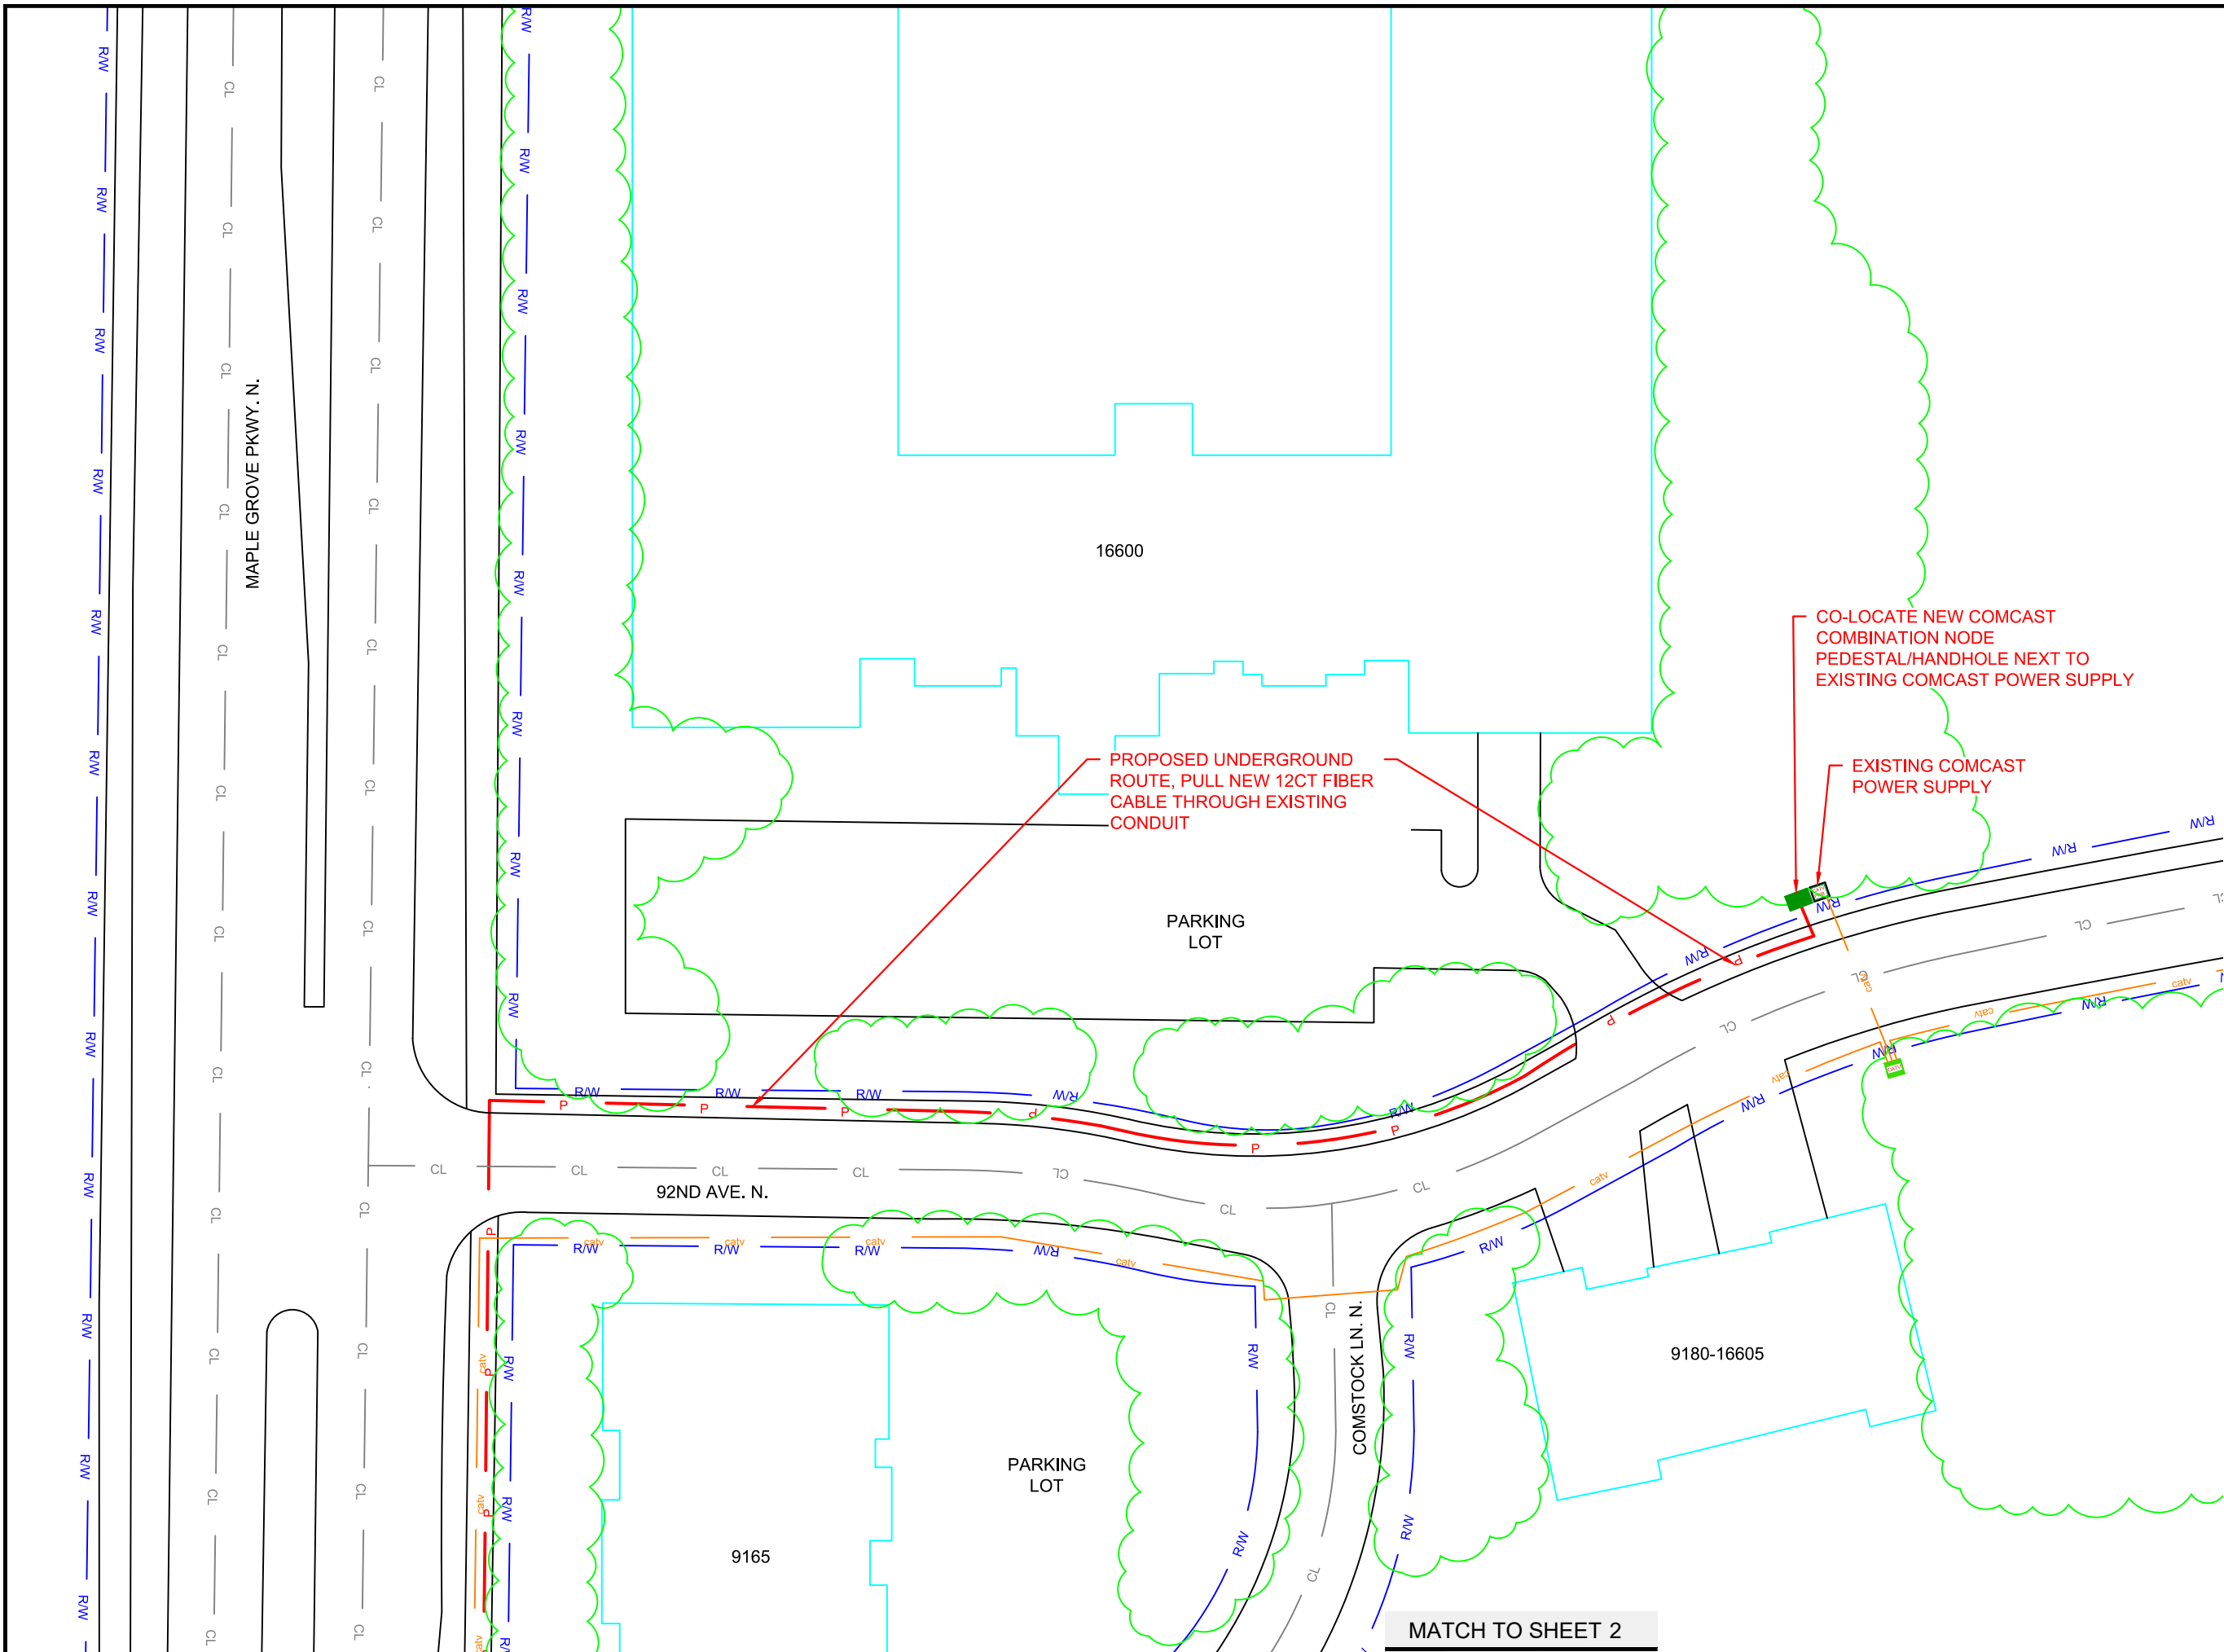 MAPLE GROVE PKWY. N.
16600
CO-LOCATE NEW COMCAST
COMBINATION NODE
PEDESTAL/HANDHOLE NEXT TO
EXISTING COMCAST POWER SUPPLY
PROPOSED UNDERGROUND
ROUTE, PULL NEW 12CT FIBER
CABLE THROUGH EXISTING
CONDUIT
EXISTING COMCAST
POWER SUPPLY
PARKING
LOT
92ND AVE. N.
COMSTOCK LN. N.
9180-16605
PARKING
LOT
9165
MATCH TO SHEET 2
R/W
CL
P
catv
CATV